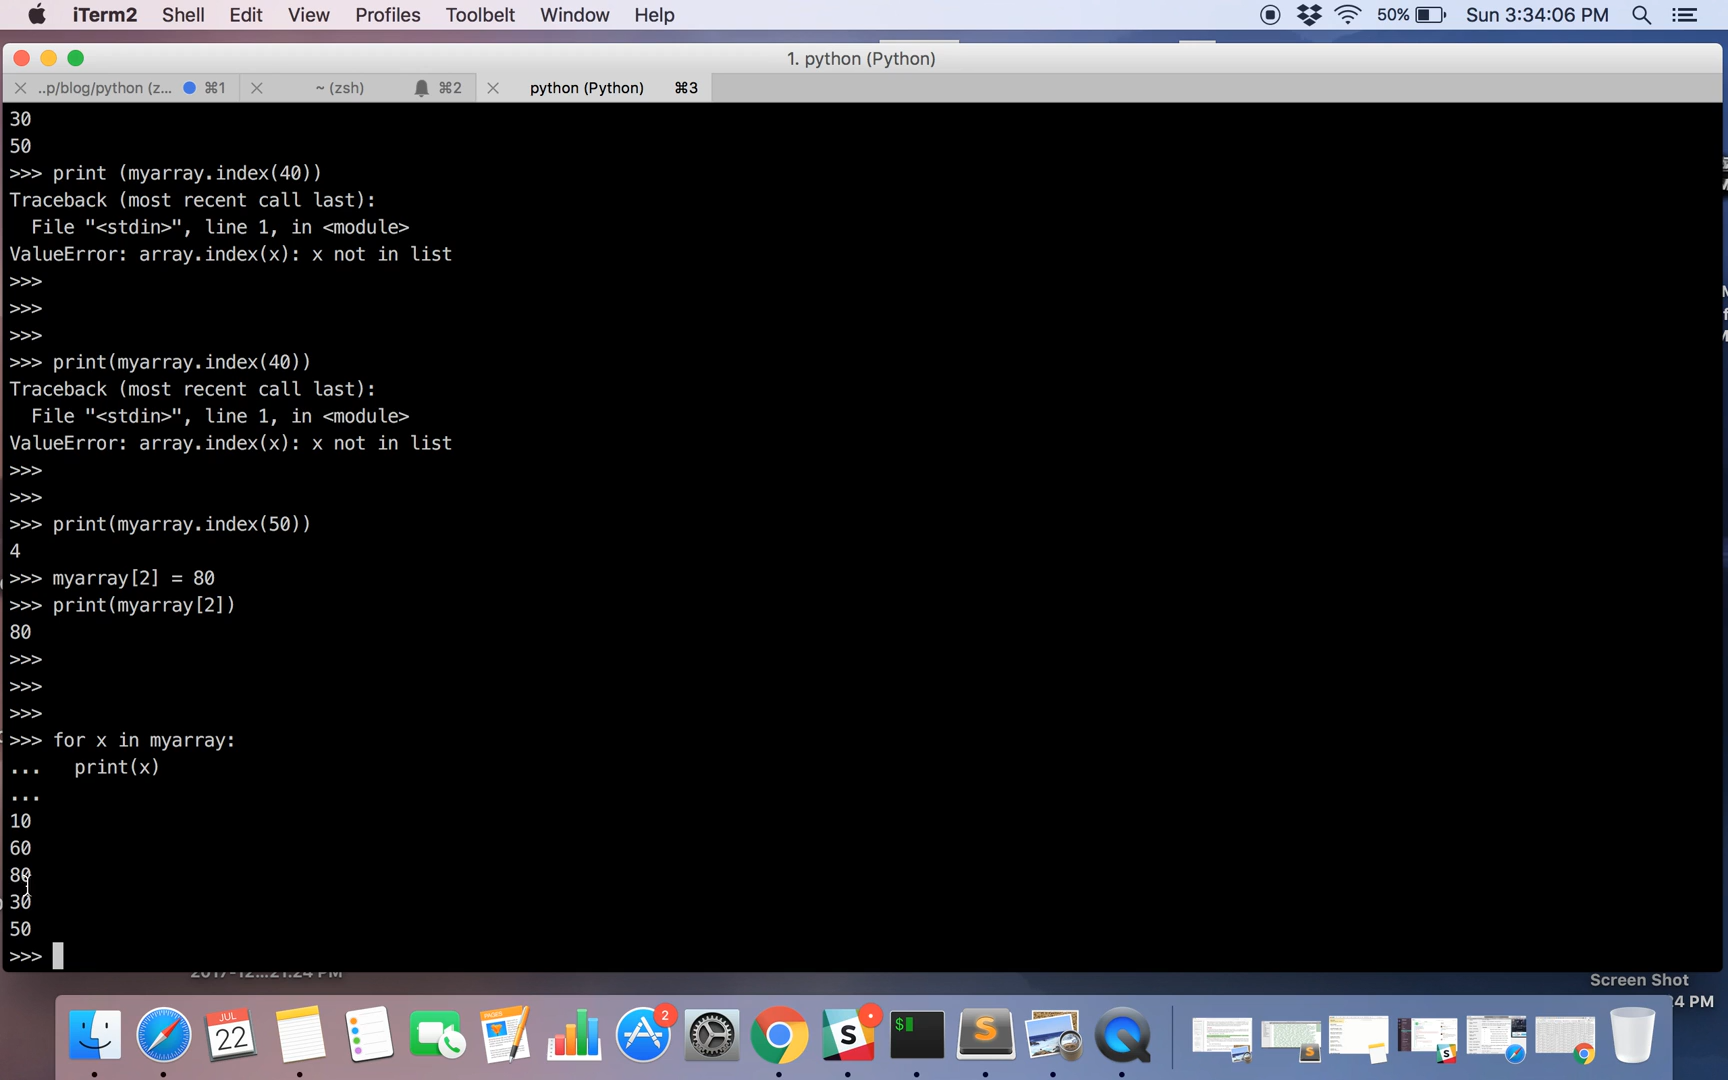 iTerm2 Shell Edit View Profiles Toolbelt Window Help 50% Sun 3:34:06 PM
1. python (Python)
..p/blog/python (z... ⌘1 ~ (zsh) ⌘2 python (Python) ⌘3
30
50
>>> print (myarray.index(40))
Traceback (most recent call last):
  File "<stdin>", line 1, in <module>
ValueError: array.index(x): x not in list
>>>
>>>
>>>
>>> print(myarray.index(40))
Traceback (most recent call last):
  File "<stdin>", line 1, in <module>
ValueError: array.index(x): x not in list
>>>
>>>
>>> print(myarray.index(50))
4
>>> myarray[2] = 80
>>> print(myarray[2])
80
>>>
>>>
>>>
>>> for x in myarray:
...   print(x)
...
10
60
80
30
50
>>>
Screen Shot
4 PM
JUL
22
PAGES
2
$
S